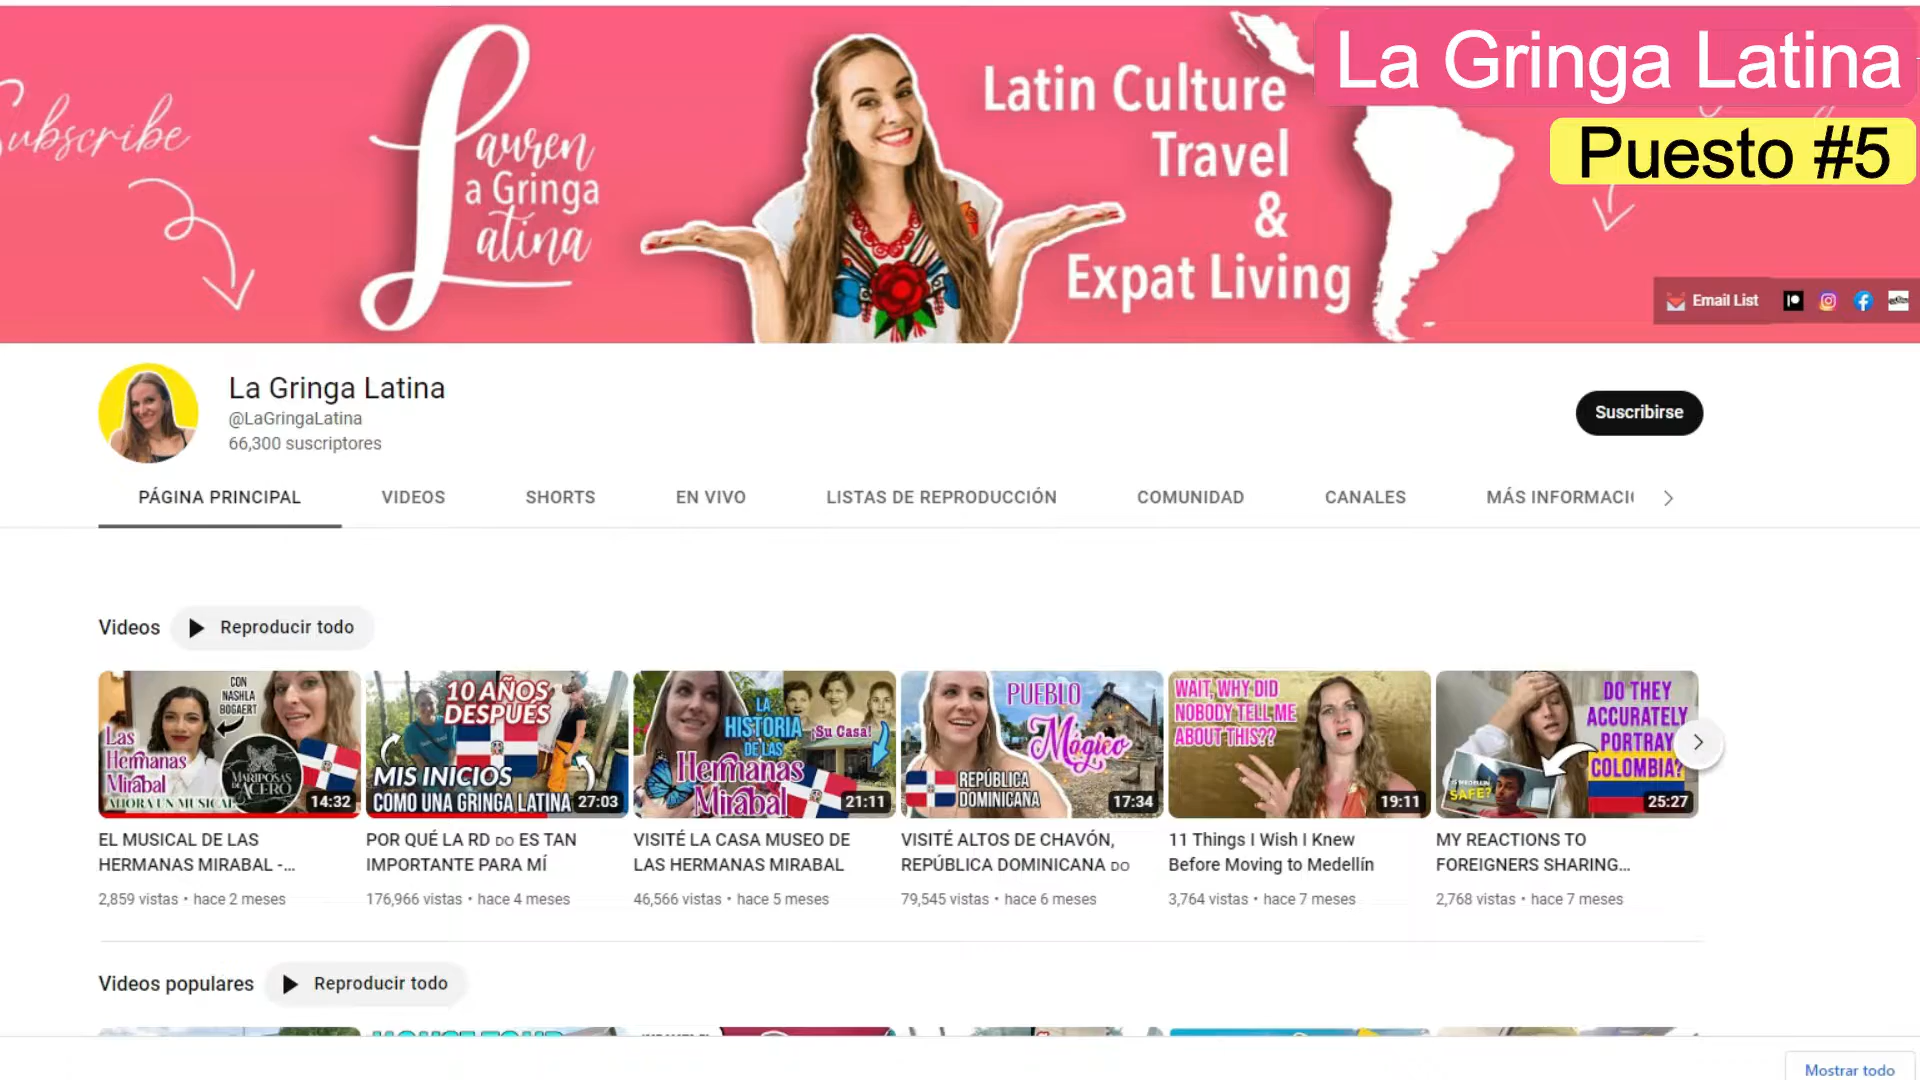 La Gringa Latina
Puesto #5
Subscribe
Lauren
La Gringa
Latina
Latin Culture
Travel
&
Expat Living
Email List
La Gringa Latina
@LaGringaLatina
66,300 suscriptores
Suscribirse
PÁGINA PRINCIPAL
VIDEOS
SHORTS
EN VIVO
LISTAS DE REPRODUCCIÓN
COMUNIDAD
CANALES
MÁS INFORMACI
Videos
Reproducir todo
CON
NASHLA
BOGAERT
Las
Hermanas
Mirabal
AHORA UN MUSICAL
MARIPOSAS
DE ACERO
14:32
10 AÑOS
DESPUÉS
MIS INICIOS
COMO UNA GRINGA LATINA
27:03
LA
HISTORIA
DE LAS
Hermanas
Mirabal
¡Su Casa!
21:11
PUEBLO
Mágico
REPÚBLICA
DOMINICANA
17:34
WAIT, WHY DID
NOBODY TELL ME
ABOUT THIS??
19:11
DO THEY
ACCURATELY
PORTRAY
COLOMBIA?
IS MEDELLIN
SAFE?
25:27
EL MUSICAL DE LAS
HERMANAS MIRABAL -...
2,859 vistas • hace 2 meses
POR QUÉ LA RD DO ES TAN
IMPORTANTE PARA MÍ
176,966 vistas • hace 4 meses
VISITÉ LA CASA MUSEO DE
LAS HERMANAS MIRABAL
46,566 vistas • hace 5 meses
VISITÉ ALTOS DE CHAVÓN,
REPÚBLICA DOMINICANA DO
79,545 vistas • hace 6 meses
11 Things I Wish I Knew
Before Moving to Medellín
3,764 vistas • hace 7 meses
MY REACTIONS TO
FOREIGNERS SHARING...
2,768 vistas • hace 7 meses
Videos populares
Reproducir todo
Mostrar todo